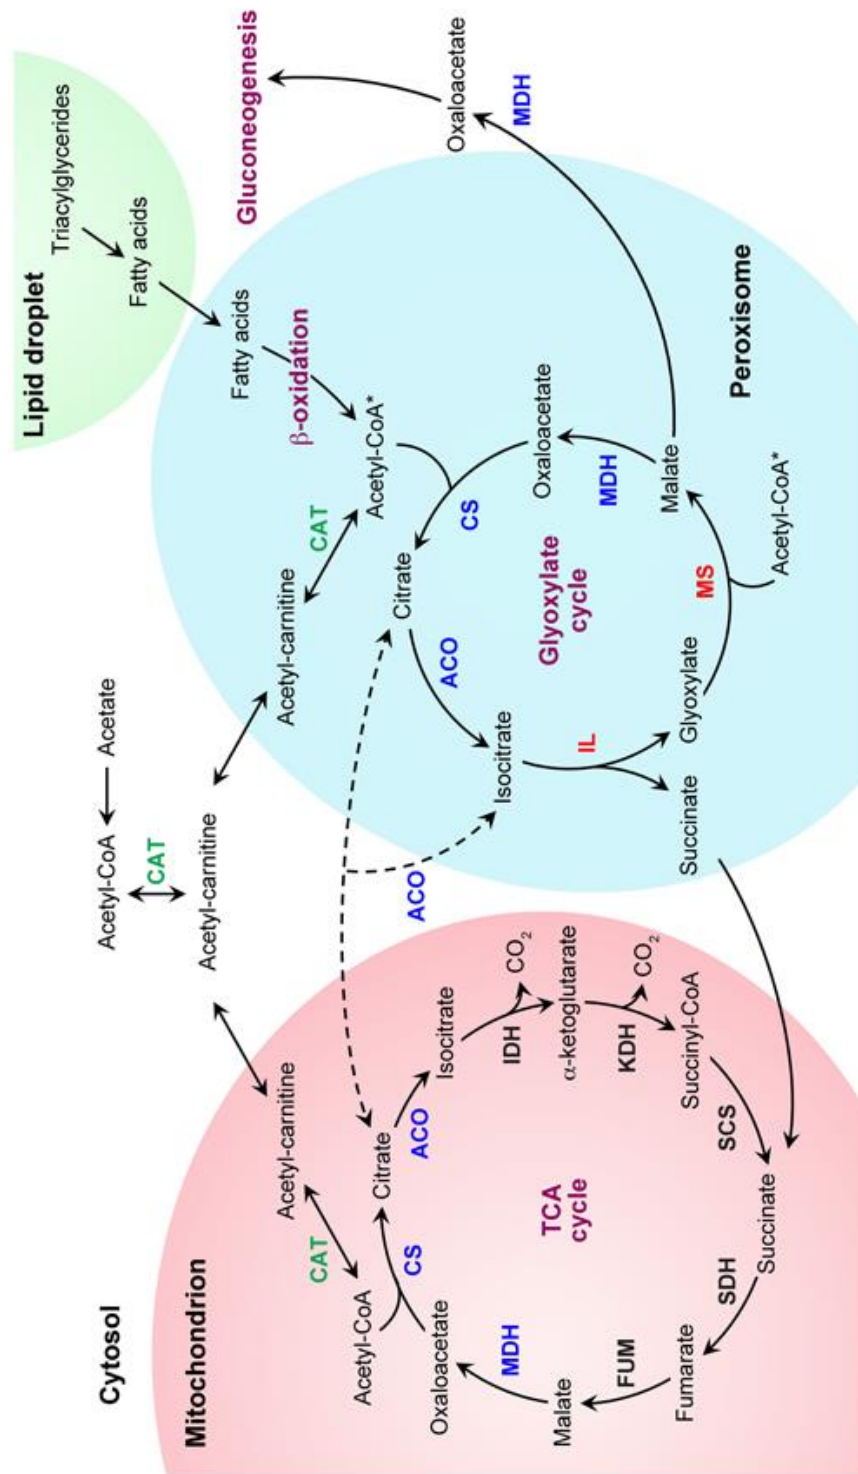 Cytosol
Mitochondrion
Acetyl-CoA
CAT
Acetyl-carnitine
CS
Oxaloacetate
MDH
Malate
FUM
Fumarate
SDH
Succinate
SCS
Succinyl-CoA
KDH
CO2
α-ketoglutarate
IDH
CO2
Isocitrate
ACO
Citrate
TCA
cycle
Acetyl-CoA
Acetate
CAT
Acetyl-carnitine
ACO
Acetyl-carnitine
CAT
Lipid droplet
Triacylglycerides
Fatty acids
Fatty acids
β-oxidation
Acetyl-CoA*
CS
Citrate
ACO
Isocitrate
IL
Succinate
Glyoxylate
MS
Acetyl-CoA*
Malate
MDH
Oxaloacetate
Glyoxylate
cycle
Peroxisome
MDH
Oxaloacetate
Gluconeogenesis